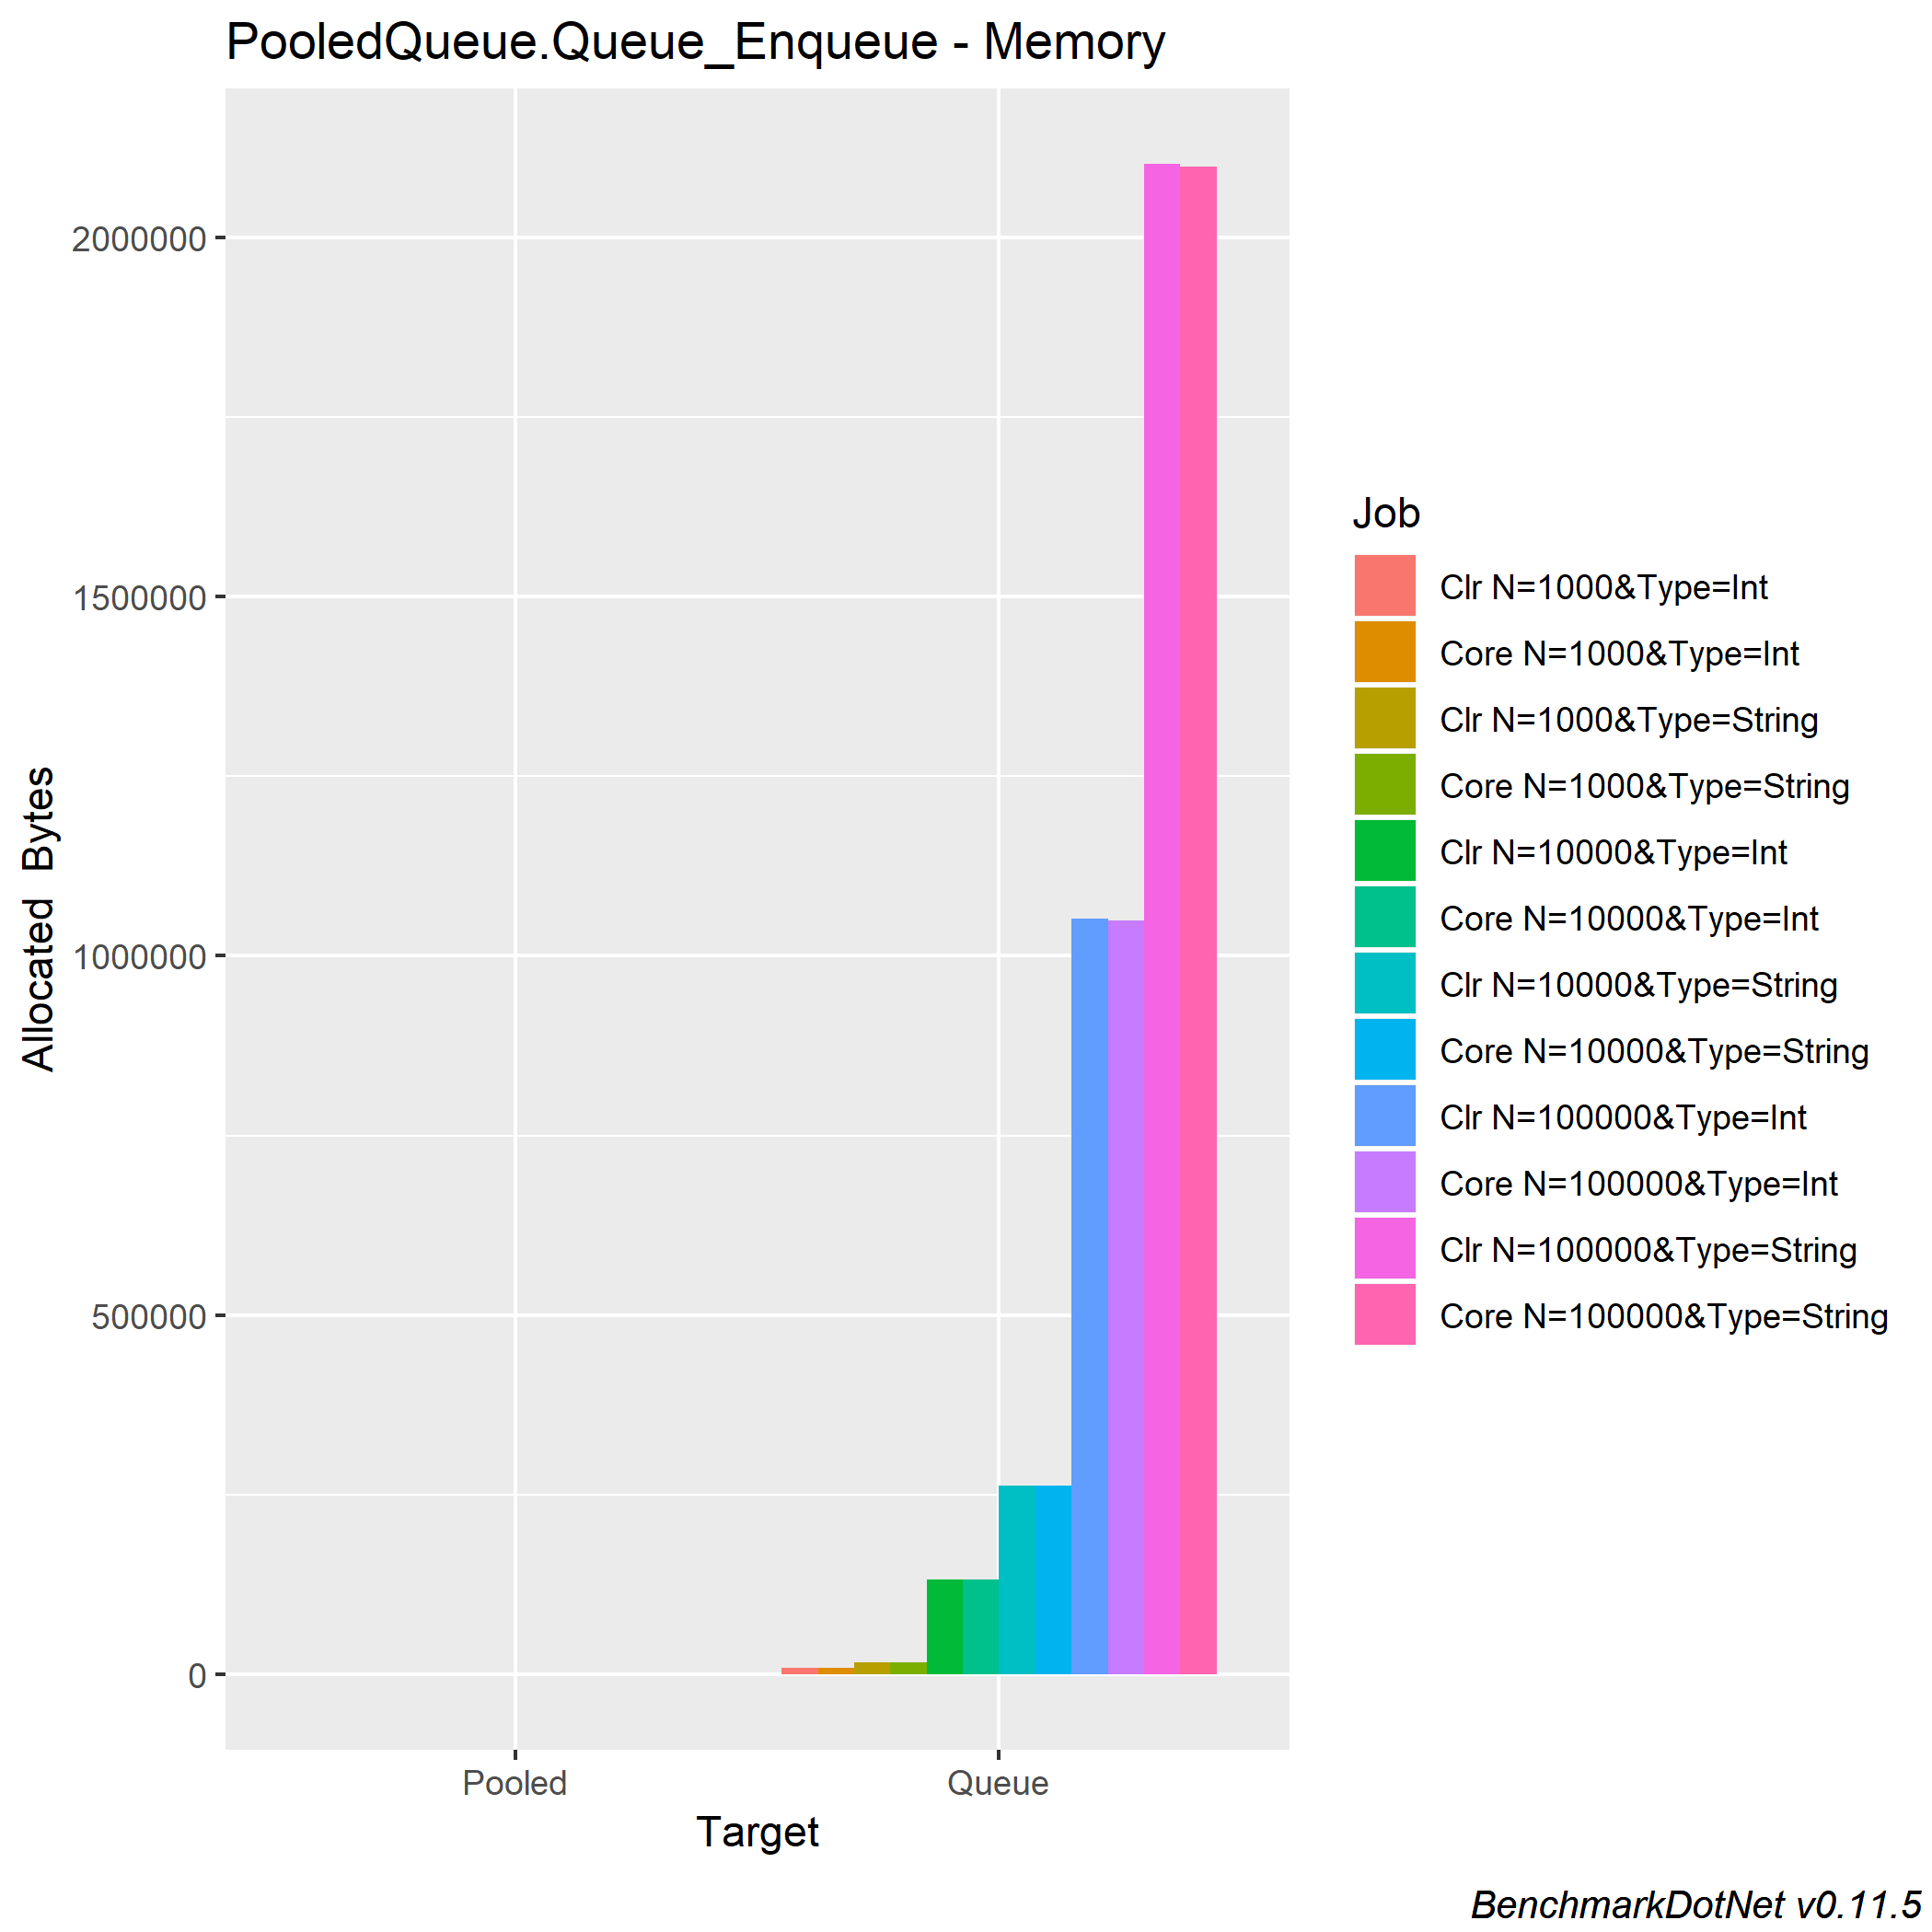 PooledQueue.Queue_Enqueue - Memory
Allocated Bytes
2000000
1500000
1000000
500000
0
Pooled
Queue
Target
Job
Clr N=1000&Type=Int
Core N=1000&Type=Int
Clr N=1000&Type=String
Core N=1000&Type=String
Clr N=10000&Type=Int
Core N=10000&Type=Int
Clr N=10000&Type=String
Core N=10000&Type=String
Clr N=100000&Type=Int
Core N=100000&Type=Int
Clr N=100000&Type=String
Core N=100000&Type=String
BenchmarkDotNet v0.11.5